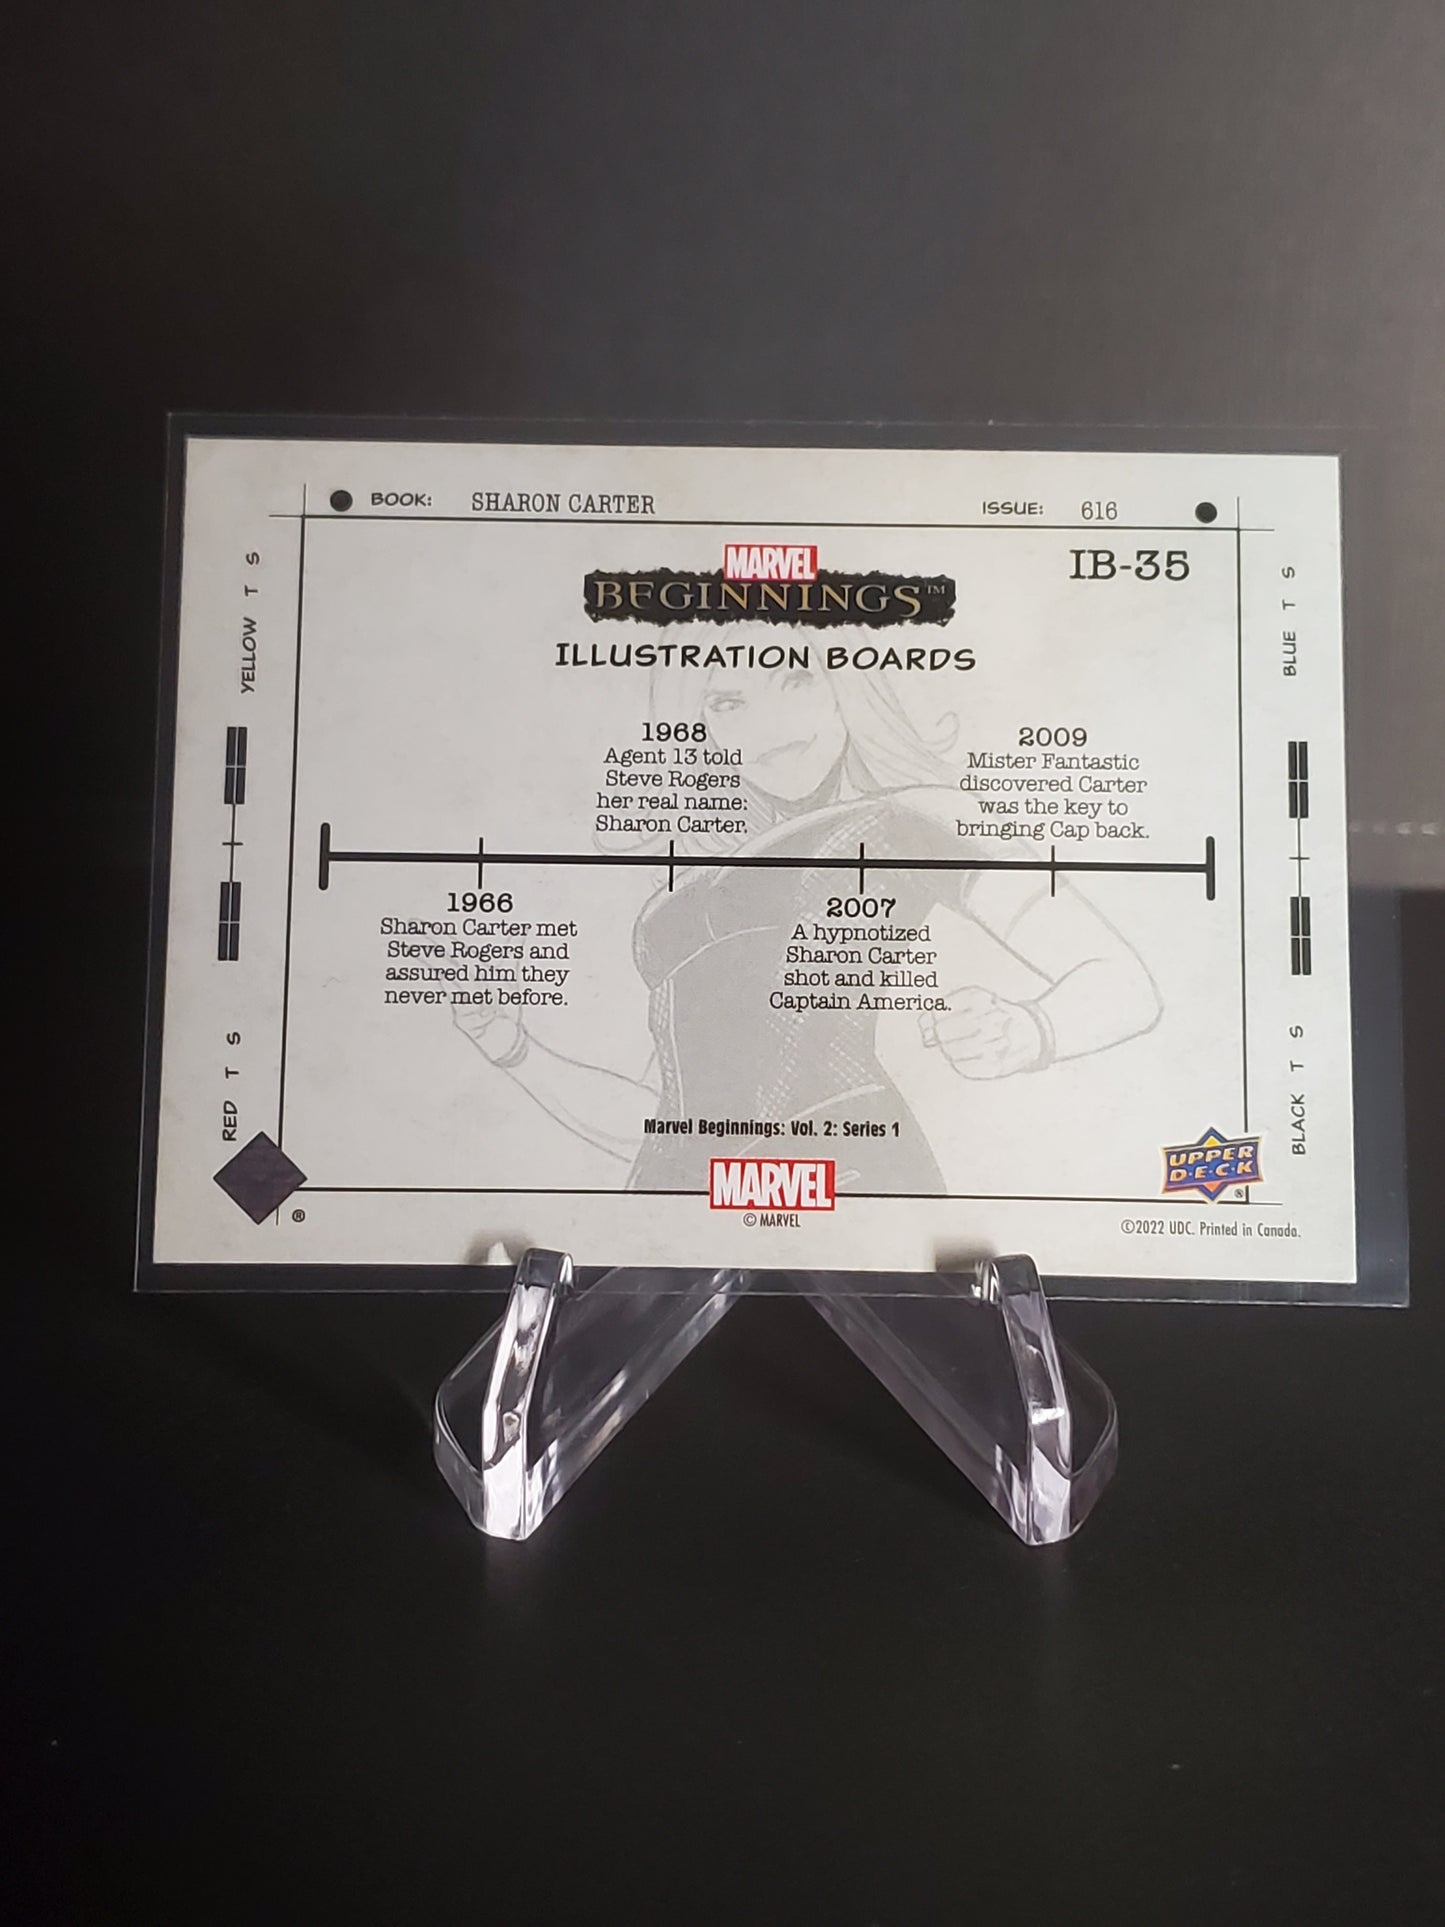 BOOK: SHARON CARTER ISSUE: 616
MARVEL
BEGINNINGS™
IB-35
ILLUSTRATION BOARDS
YELLOW T S
RED T S
BLUE T S
BLACK T S
1968
Agent 13 told
Steve Rogers
her real name:
Sharon Carter.
2009
Mister Fantastic
discovered Carter
was the key to
bringing Cap back.
1966
Sharon Carter met
Steve Rogers and
assured him they
never met before.
2007
A hypnotized
Sharon Carter
shot and killed
Captain America.
Marvel Beginnings: Vol. 2: Series 1
MARVEL
© MARVEL
®
UPPER
D·E·C·K
®
©2022 UDC. Printed in Canada.